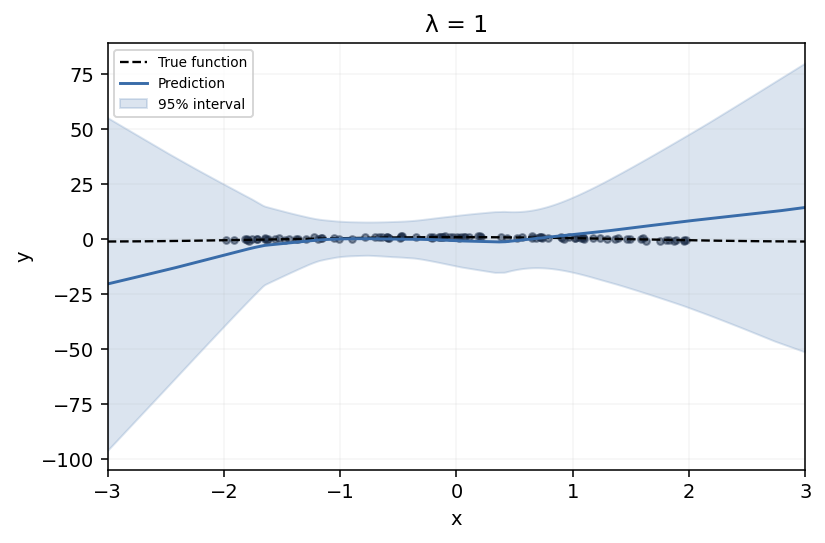 λ = 1
True function
Prediction
95% interval
75
50
25
0
−25
−50
−75
−100
y
−3
−2
−1
0
1
2
3
x